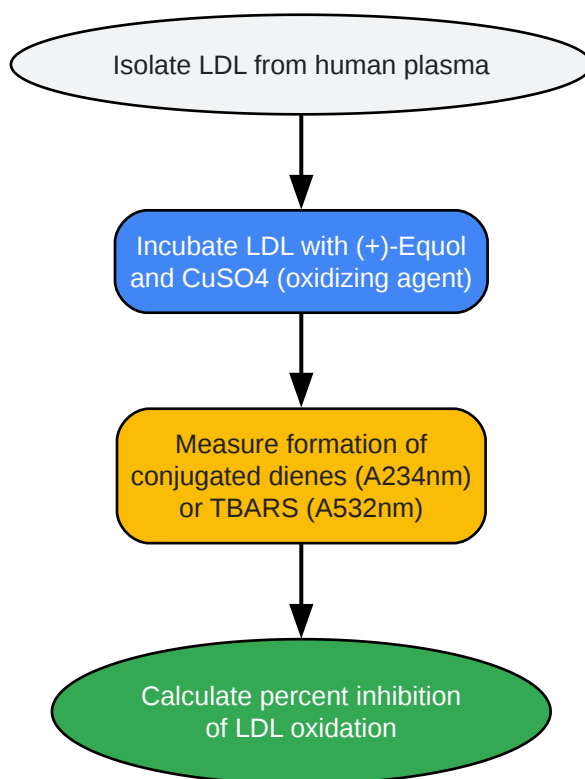 Isolate LDL from human plasma
Incubate LDL with (+)-Equol
and CuSO4 (oxidizing agent)
Measure formation of
conjugated dienes (A234nm)
or TBARS (A532nm)
Calculate percent inhibition
of LDL oxidation